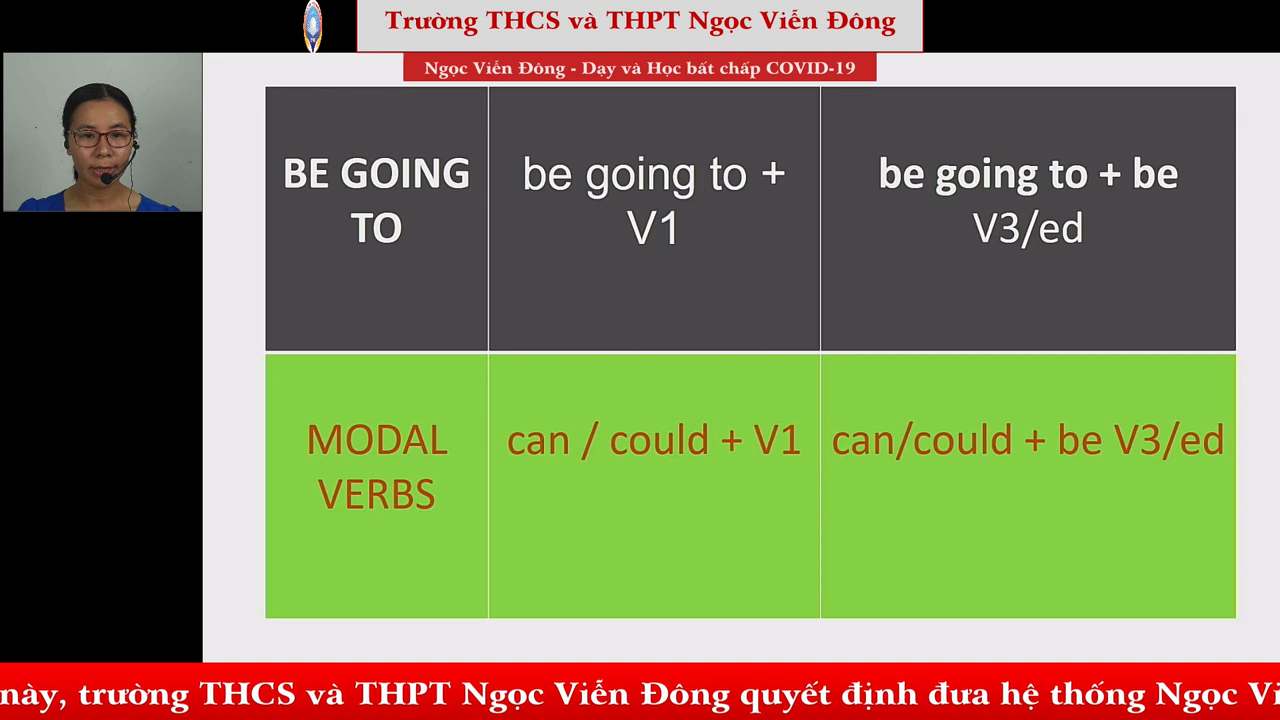 Trường THCS và THPT Ngọc Viễn Đông
Ngọc Viễn Đông - Dạy và Học bất chấp COVID-19
BE GOING
TO
be going to +
V1
be going to + be
V3/ed
MODAL
VERBS
can / could + V1
can/could + be V3/ed
này, trường THCS và THPT Ngọc Viễn Đông quyết định đưa hệ thống Ngọc Vi